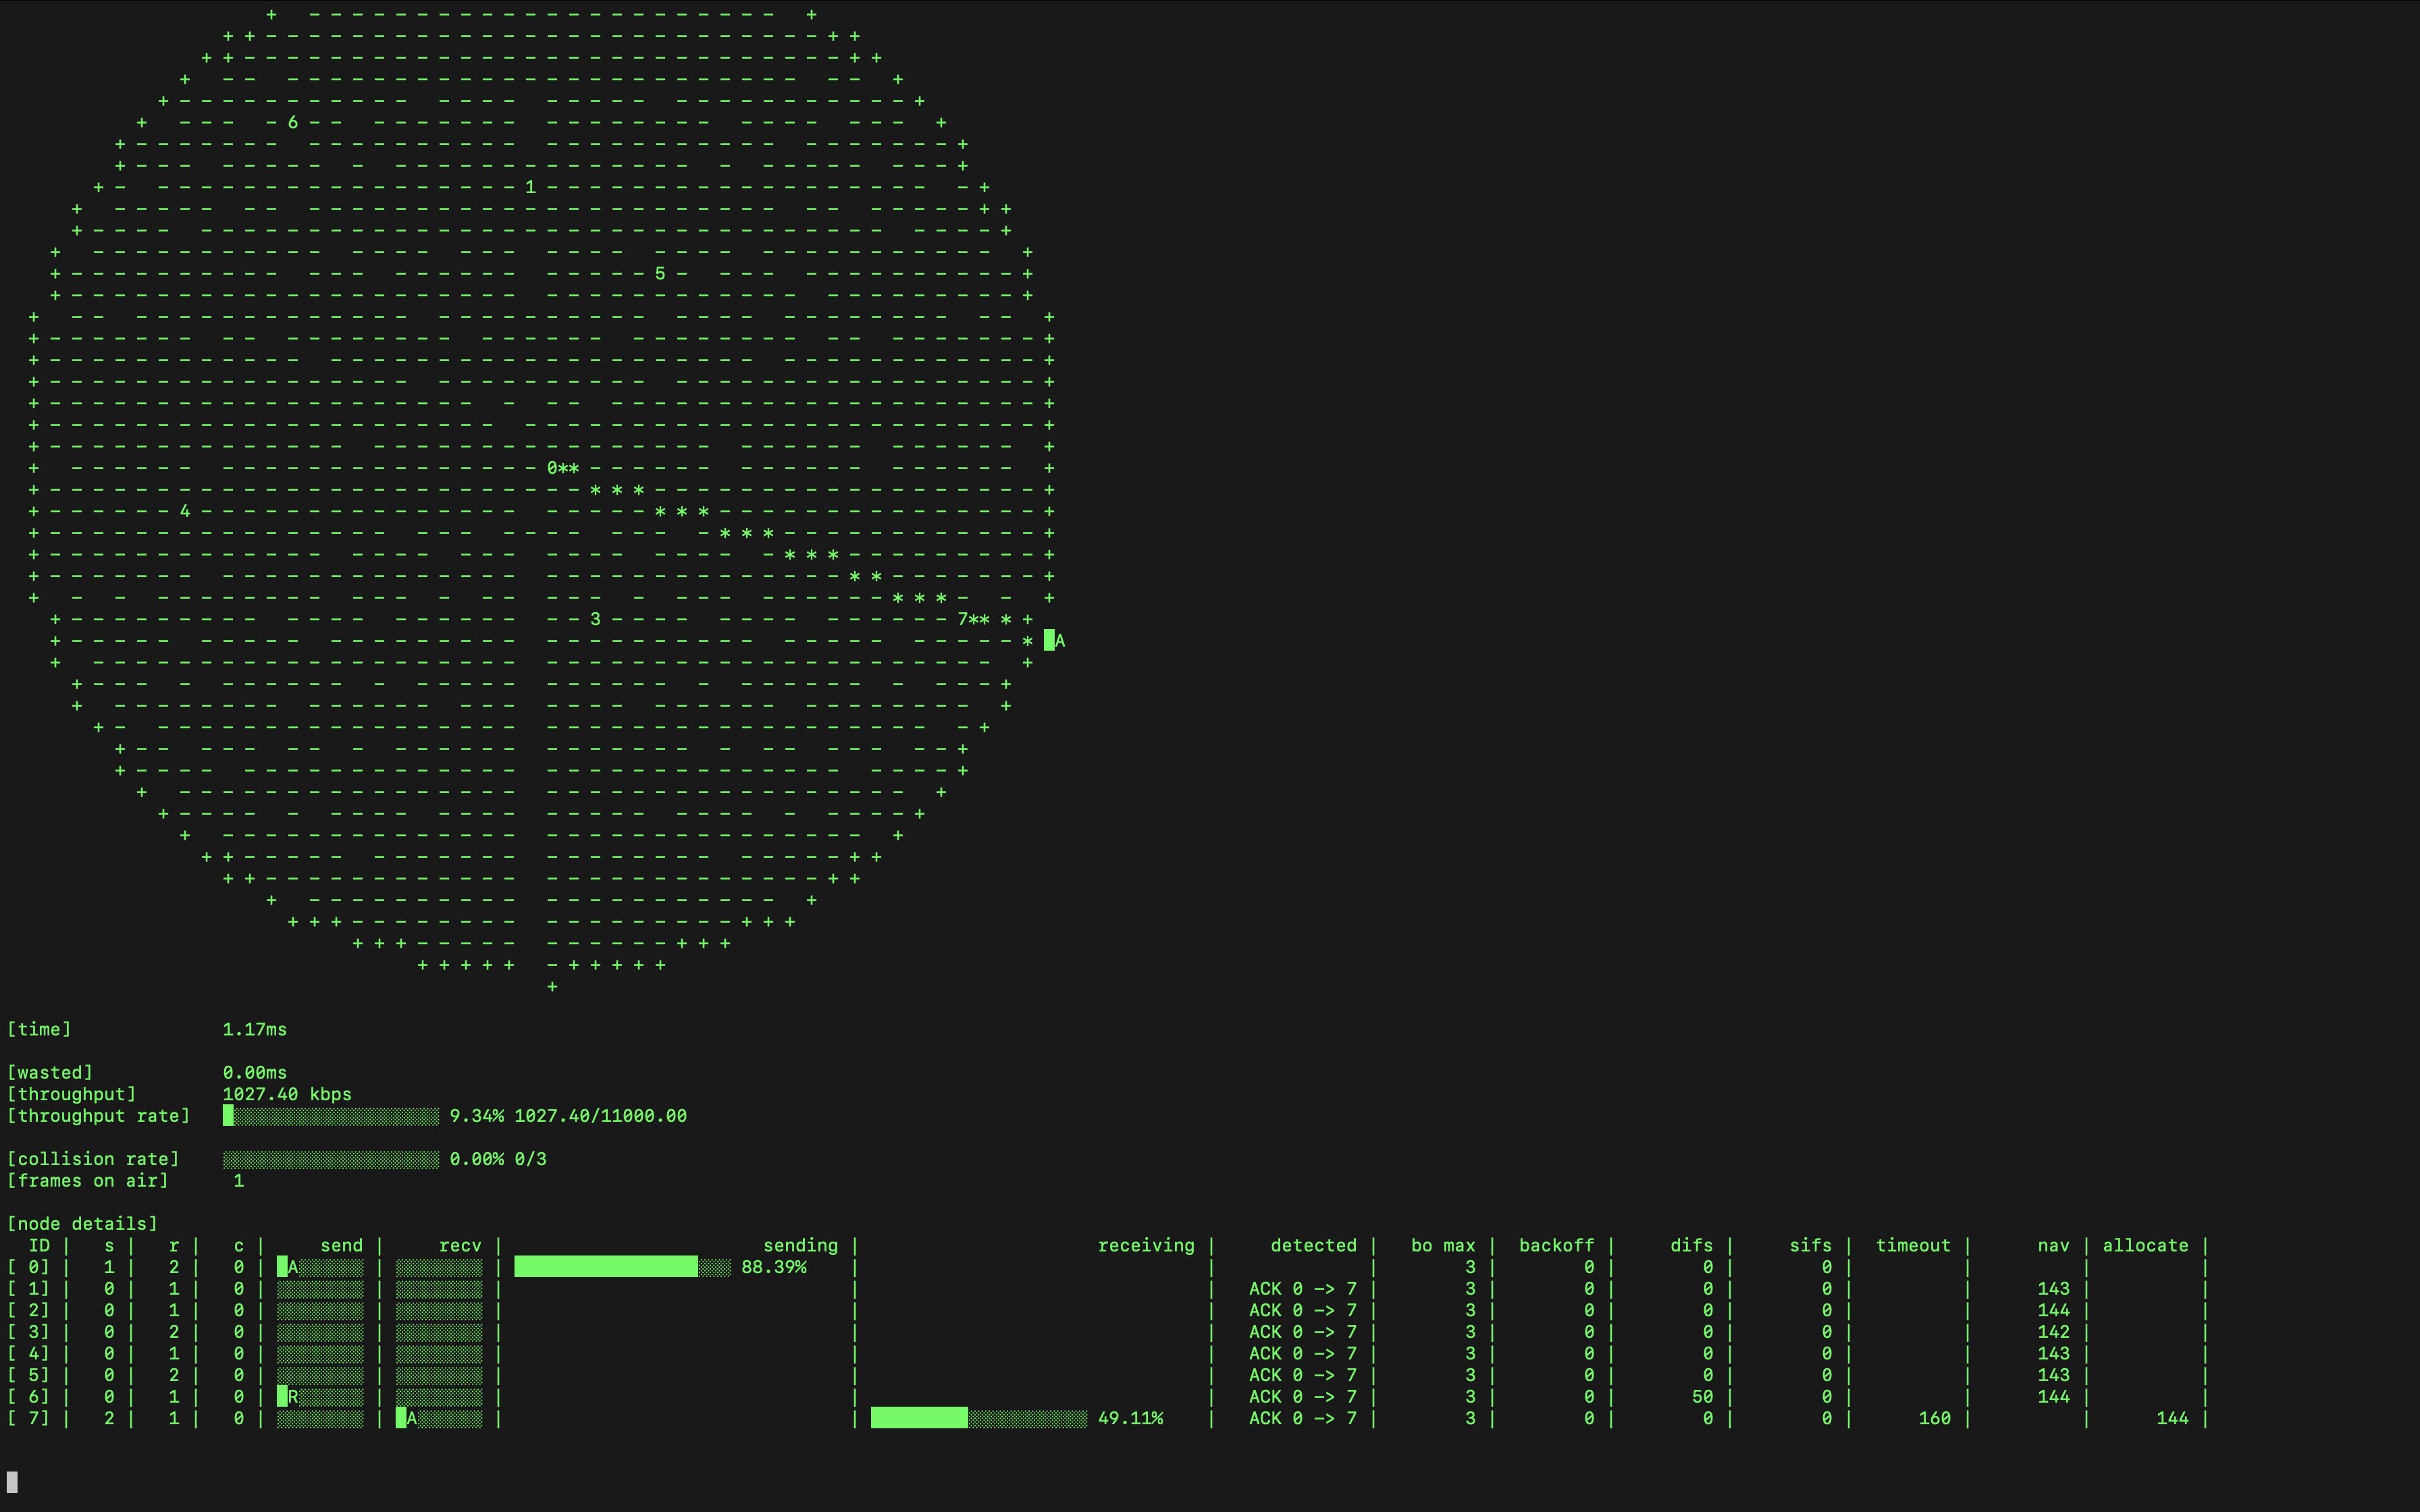 6
1
5
0**
* * *
4 * * *
* * *
* * *
* *
* * *
3 7** *
* A
[time] 1.17ms
[wasted] 0.00ms
[throughput] 1027.40 kbps
[throughput rate] 9.34% 1027.40/11000.00
[collision rate] 0.00% 0/3
[frames on air] 1
[node details]
ID | s | r | c | send | recv | sending | receiving | detected | bo max | backoff | difs | sifs | timeout | nav | allocate |
[ 0] | 1 | 2 | 0 | A | | 88.39% | | | 3 | 0 | 0 | 0 | | | |
[ 1] | 0 | 1 | 0 | | | | | ACK 0 -> 7 | 3 | 0 | 0 | 0 | | 143 | |
[ 2] | 0 | 1 | 0 | | | | | ACK 0 -> 7 | 3 | 0 | 0 | 0 | | 144 | |
[ 3] | 0 | 2 | 0 | | | | | ACK 0 -> 7 | 3 | 0 | 0 | 0 | | 142 | |
[ 4] | 0 | 1 | 0 | | | | | ACK 0 -> 7 | 3 | 0 | 0 | 0 | | 143 | |
[ 5] | 0 | 2 | 0 | | | | | ACK 0 -> 7 | 3 | 0 | 0 | 0 | | 143 | |
[ 6] | 0 | 1 | 0 | R | | | | ACK 0 -> 7 | 3 | 0 | 50 | 0 | | 144 | |
[ 7] | 2 | 1 | 0 | | A | | 49.11% | ACK 0 -> 7 | 3 | 0 | 0 | 0 | 160 | | 144 |